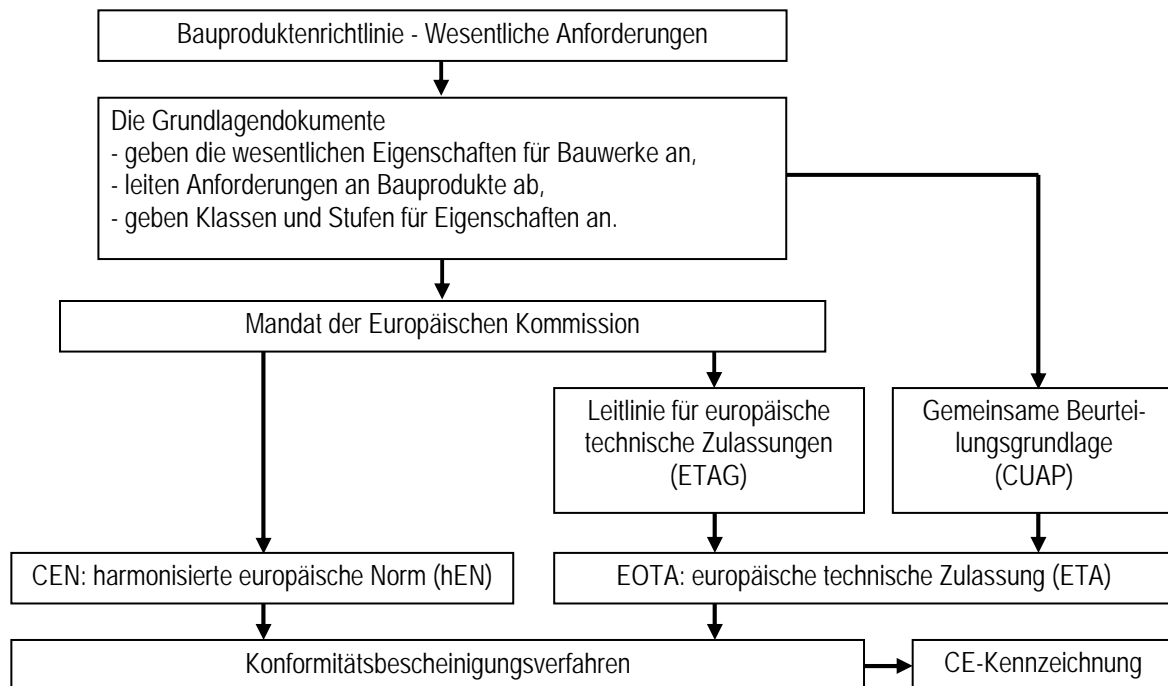 Bauproduktenrichtlinie - Wesentliche Anforderungen
Die Grundlagendokumente
- geben die wesentlichen Eigenschaften für Bauwerke an,
- leiten Anforderungen an Bauprodukte ab,
- geben Klassen und Stufen für Eigenschaften an.
Mandat der Europäischen Kommission
Leitlinie für europäische
technische Zulassungen
(ETAG)
Gemeinsame Beurtei-
lungsgrundlage
(CUAP)
CEN: harmonisierte europäische Norm (hEN)
EOTA: europäische technische Zulassung (ETA)
Konformitätsbescheinigungsverfahren
CE-Kennzeichnung